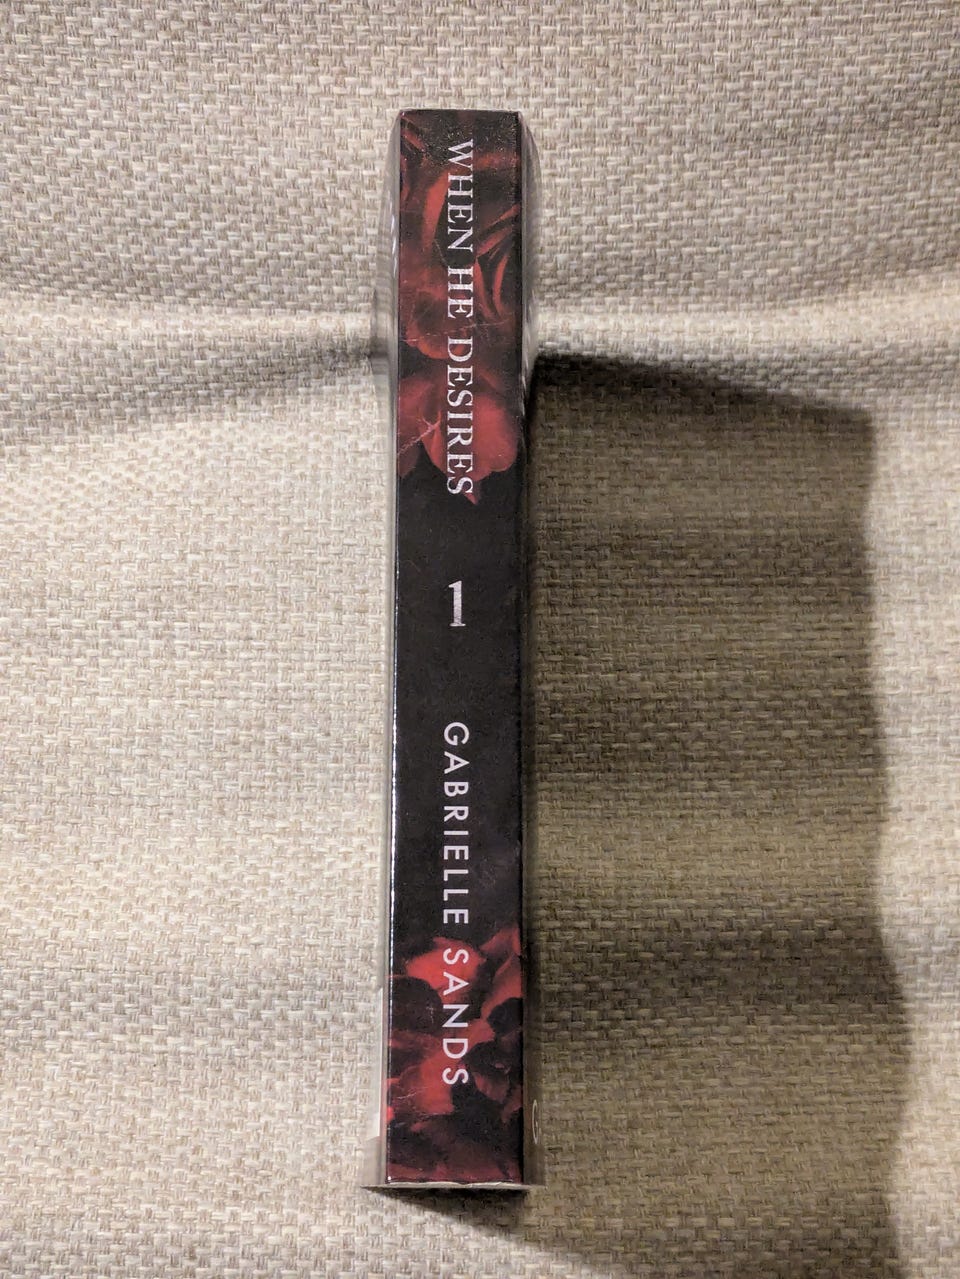 WHEN HE DESIRES
1
GABRIELLE SANDS